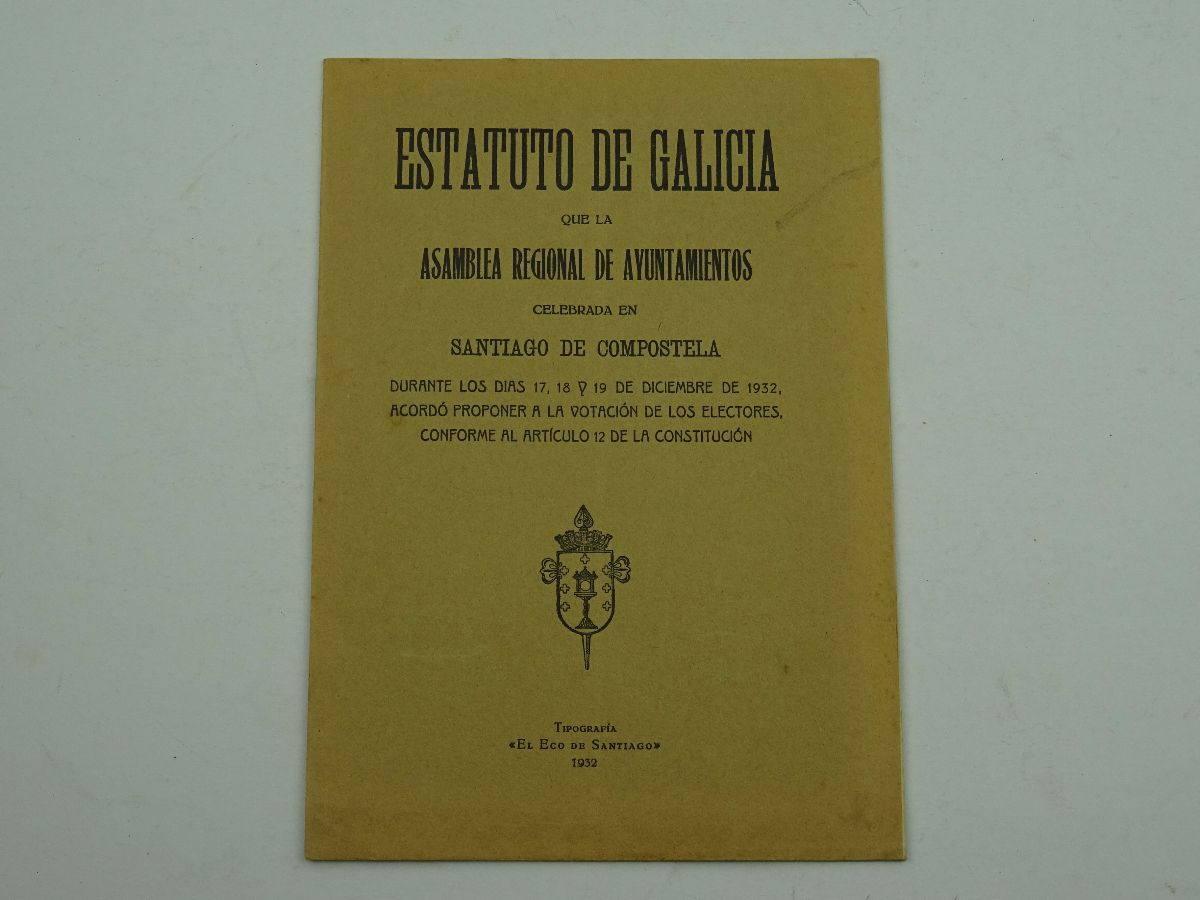 ESTATUTO DE GALICIA
QUE LA
ASAMBLEA REGIONAL DE AYUNTAMIENTOS
CELEBRADA EN
SANTIAGO DE COMPOSTELA
DURANTE LOS DIAS 17, 18 Y 19 DE DICIEMBRE DE 1932,
ACORDÓ PROPONER A LA VOTACIÓN DE LOS ELECTORES,
CONFORME AL ARTÍCULO 12 DE LA CONSTITUCIÓN
TIPOGRAFÍA
«EL ECO DE SANTIAGO»
1932